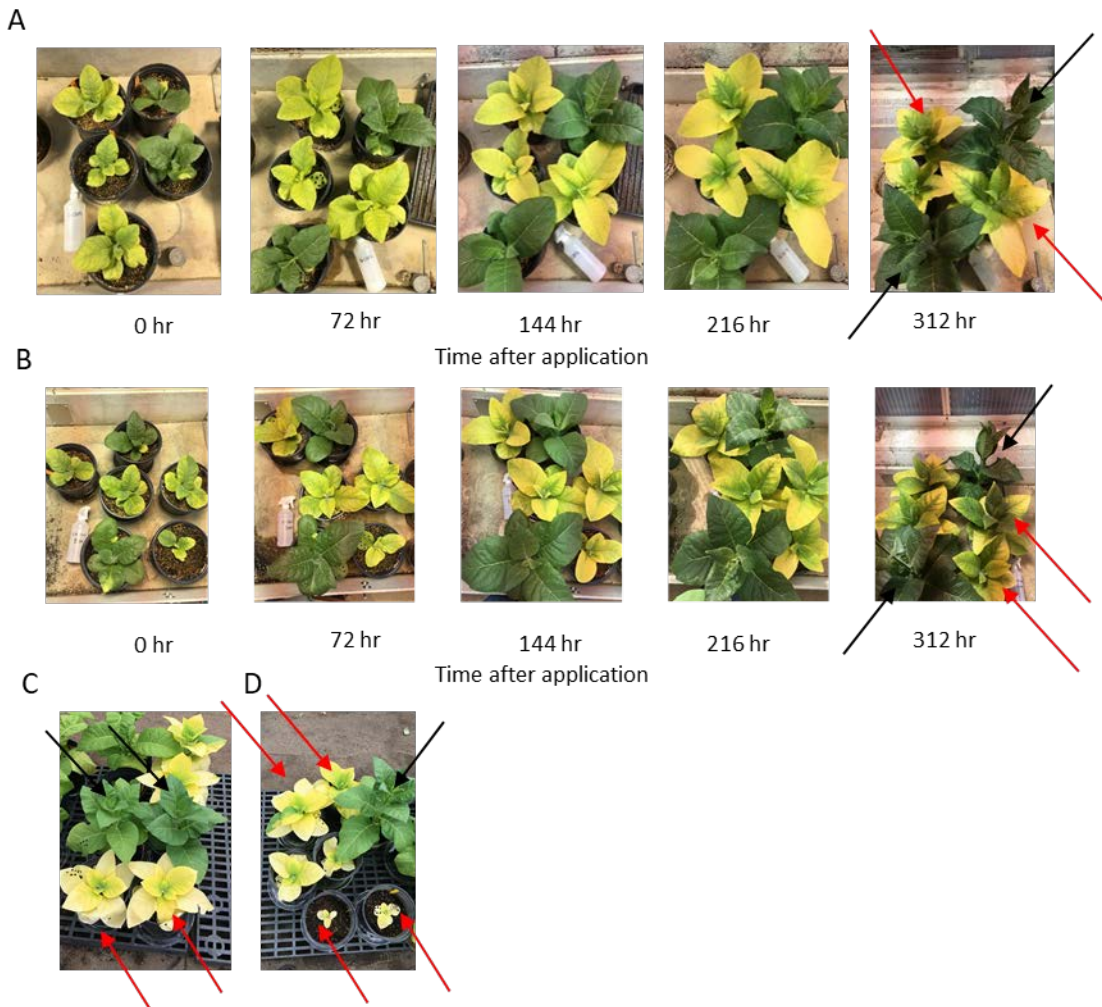 A
0 hr
72 hr
144 hr
216 hr
312 hr
Time after application
B
0 hr
72 hr
144 hr
216 hr
312 hr
Time after application
C
D